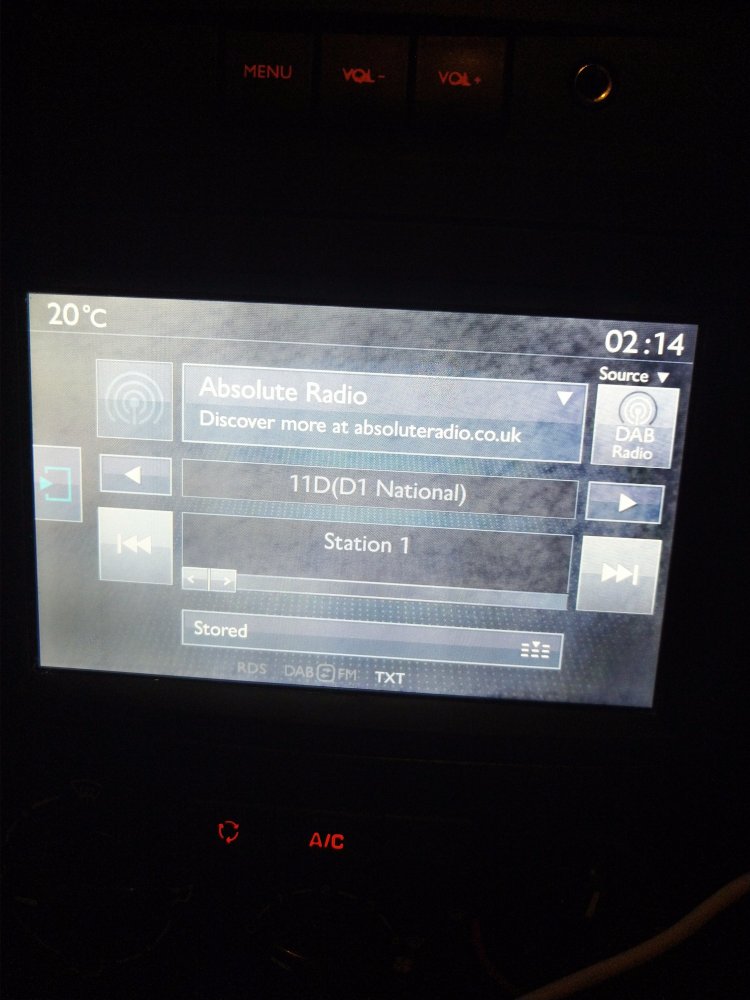 MENU VOL - VOL +
20°C
02:14
Source
Absolute Radio
Discover more at absoluteradio.co.uk
DAB
Radio
11D(D1 National)
Station 1
Stored
RDS DAB FM TXT
A/C